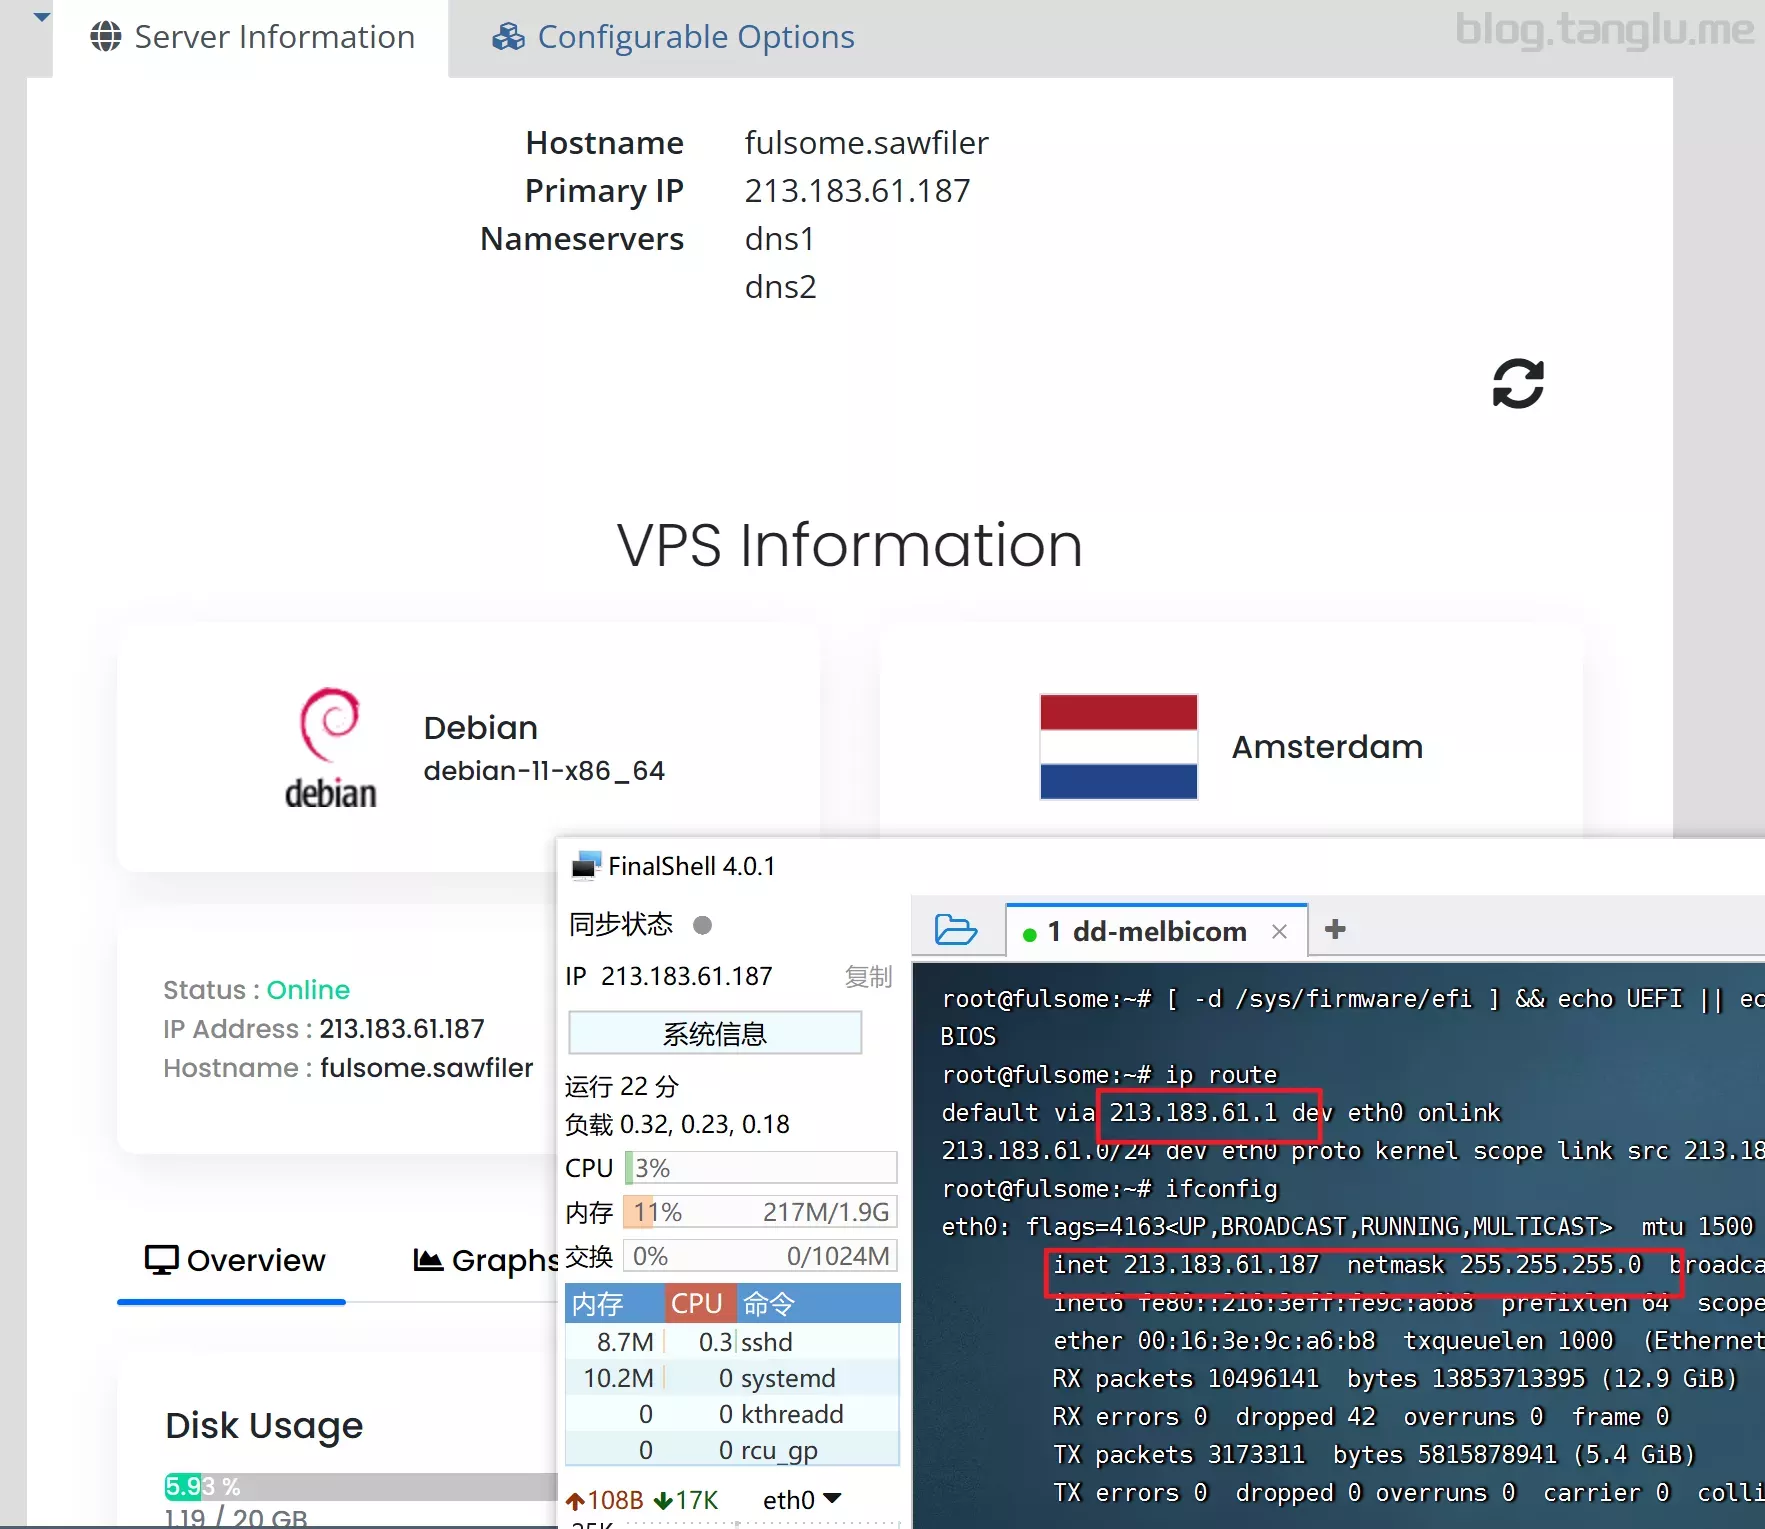 blog.tanglu.me
Server Information
Configurable Options
Hostname fulsome.sawfiler
Primary IP 213.183.61.187
Nameservers dns1
dns2
VPS Information
debian
Debian
debian-11-x86_64
Amsterdam
Status : Online
IP Address : 213.183.61.187
Hostname : fulsome.sawfiler
Overview
Graphs
Disk Usage
5.93 %
1.19 / 20 GB
FinalShell 4.0.1
同步状态
IP 213.183.61.187 复制
系统信息
运行 22 分
负载 0.32, 0.23, 0.18
CPU 3%
内存 11% 217M/1.9G
交换 0% 0/1024M
内存 CPU 命令
8.7M 0.3 sshd
10.2M 0 systemd
0 0 kthreadd
0 0 rcu_gp
108B 17K eth0
25K
1 dd-melbicom
root@fulsome:~# [ -d /sys/firmware/efi ] && echo UEFI || ec
BIOS
root@fulsome:~# ip route
default via 213.183.61.1 dev eth0 onlink
213.183.61.0/24 dev eth0 proto kernel scope link src 213.18
root@fulsome:~# ifconfig
eth0: flags=4163<UP,BROADCAST,RUNNING,MULTICAST> mtu 1500
inet 213.183.61.187 netmask 255.255.255.0 broadca
inet6 fe80::216:3eff:fe9c:a6b8 prefixlen 64 scope
ether 00:16:3e:9c:a6:b8 txqueuelen 1000 (Ethernet
RX packets 10496141 bytes 13853713395 (12.9 GiB)
RX errors 0 dropped 42 overruns 0 frame 0
TX packets 3173311 bytes 5815878941 (5.4 GiB)
TX errors 0 dropped 0 overruns 0 carrier 0 colli